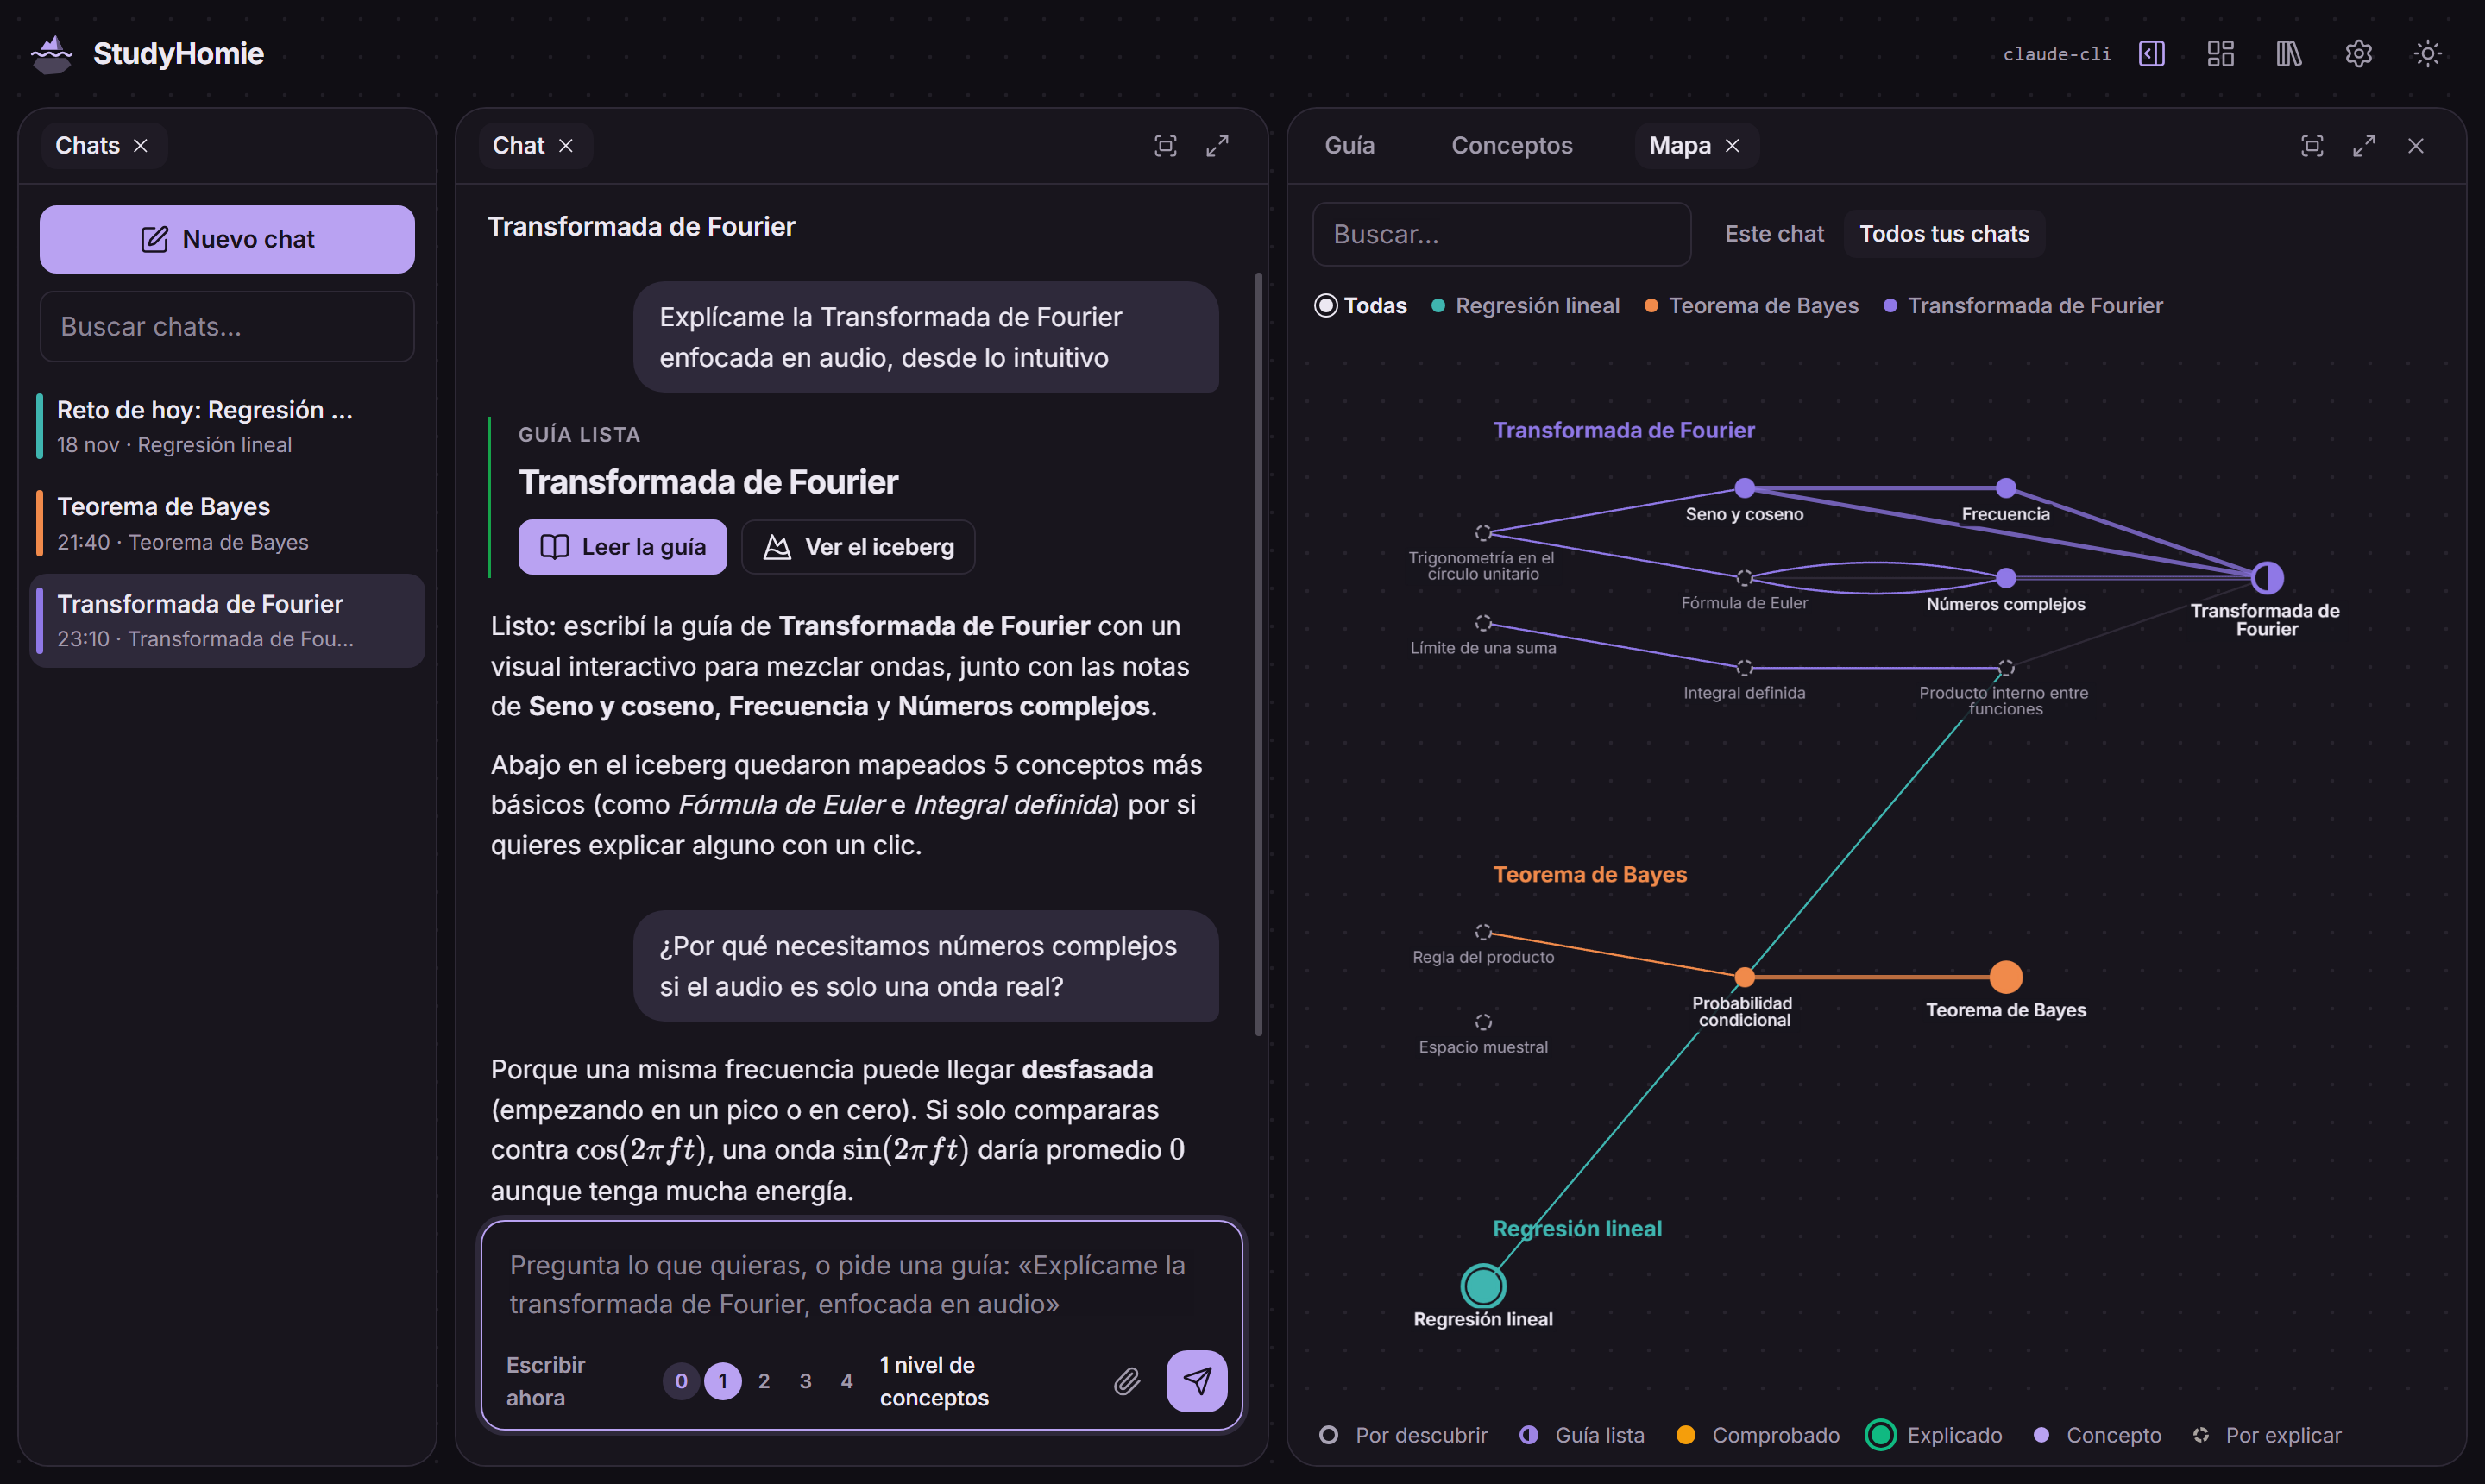 StudyHomie
claude-cli
Chats
Nuevo chat
Buscar chats...
Reto de hoy: Regresión ...
18 nov · Regresión lineal
Teorema de Bayes
21:40 · Teorema de Bayes
Transformada de Fourier
23:10 · Transformada de Fou...
Chat
Transformada de Fourier
Explícame la Transformada de Fourier
enfocada en audio, desde lo intuitivo
GUÍA LISTA
Transformada de Fourier
Leer la guía
Ver el iceberg
Listo: escribí la guía de Transformada de Fourier con un
visual interactivo para mezclar ondas, junto con las notas
de Seno y coseno, Frecuencia y Números complejos.
Abajo en el iceberg quedaron mapeados 5 conceptos más
básicos (como Fórmula de Euler e Integral definida) por si
quieres explicar alguno con un clic.
¿Por qué necesitamos números complejos
si el audio es solo una onda real?
Porque una misma frecuencia puede llegar desfasada
(empezando en un pico o en cero). Si solo compararas
contra cos(2πft), una onda sin(2πft) daría promedio 0
aunque tenga mucha energía.
Pregunta lo que quieras, o pide una guía: «Explícame la
transformada de Fourier, enfocada en audio»
Escribir
ahora
0 1 2 3 4
1 nivel de
conceptos
Guía
Conceptos
Mapa
Buscar...
Este chat
Todos tus chats
Todas
Regresión lineal
Teorema de Bayes
Transformada de Fourier
Transformada de Fourier
Seno y coseno
Frecuencia
Trigonometría en el
círculo unitario
Fórmula de Euler
Números complejos
Transformada de
Fourier
Límite de una suma
Integral definida
Producto interno entre
funciones
Teorema de Bayes
Regla del producto
Probabilidad
condicional
Teorema de Bayes
Espacio muestral
Regresión lineal
Regresión lineal
Por descubrir
Guía lista
Comprobado
Explicado
Concepto
Por explicar